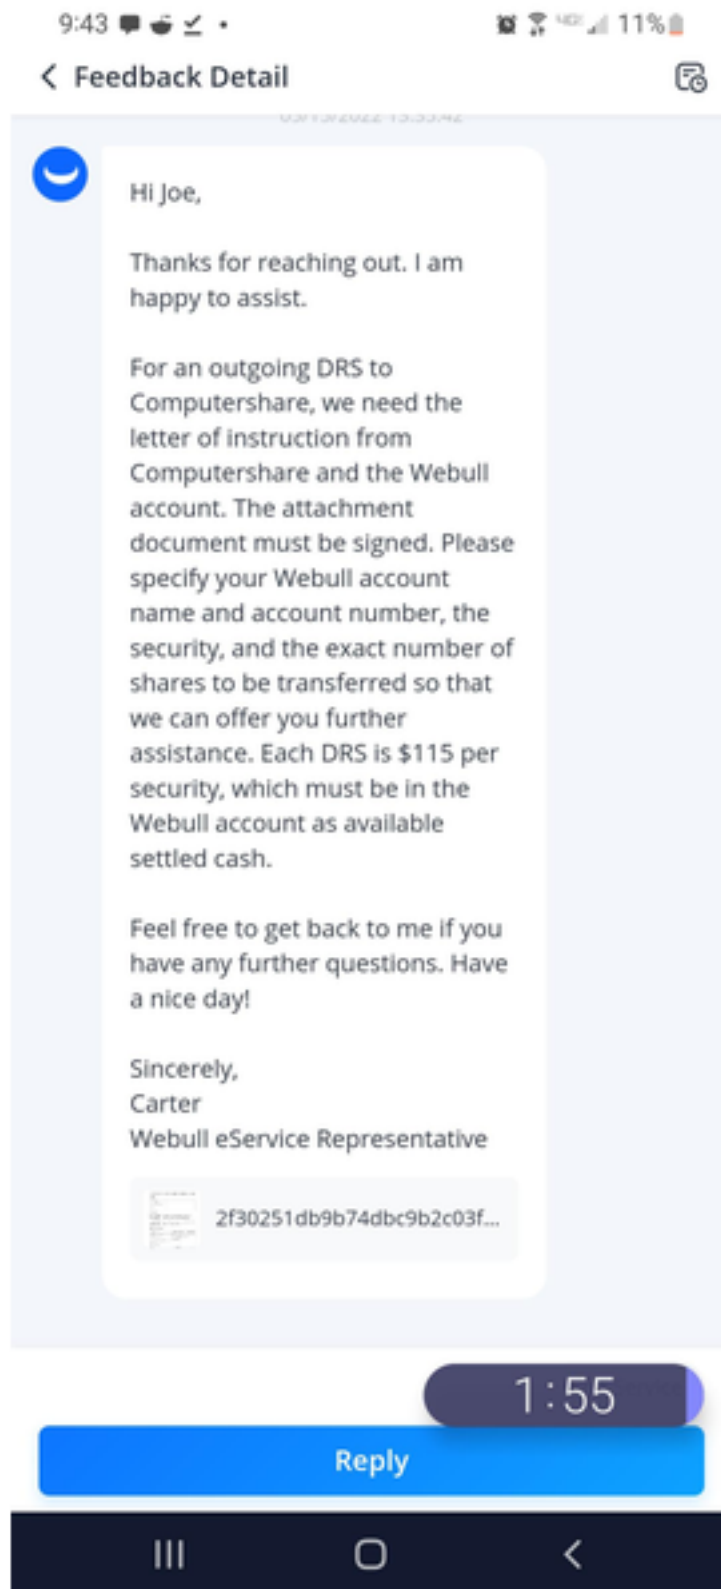 9:43
11%
Feedback Detail
Hi Joe,
Thanks for reaching out. I am
happy to assist.
For an outgoing DRS to
Computershare, we need the
letter of instruction from
Computershare and the Webull
account. The attachment
document must be signed. Please
specify your Webull account
name and account number, the
security, and the exact number of
shares to be transferred so that
we can offer you further
assistance. Each DRS is $115 per
security, which must be in the
Webull account as available
settled cash.
Feel free to get back to me if you
have any further questions. Have
a nice day!
Sincerely,
Carter
Webull eService Representative
2f30251db9b74dbc9b2c03f...
1:55
Reply